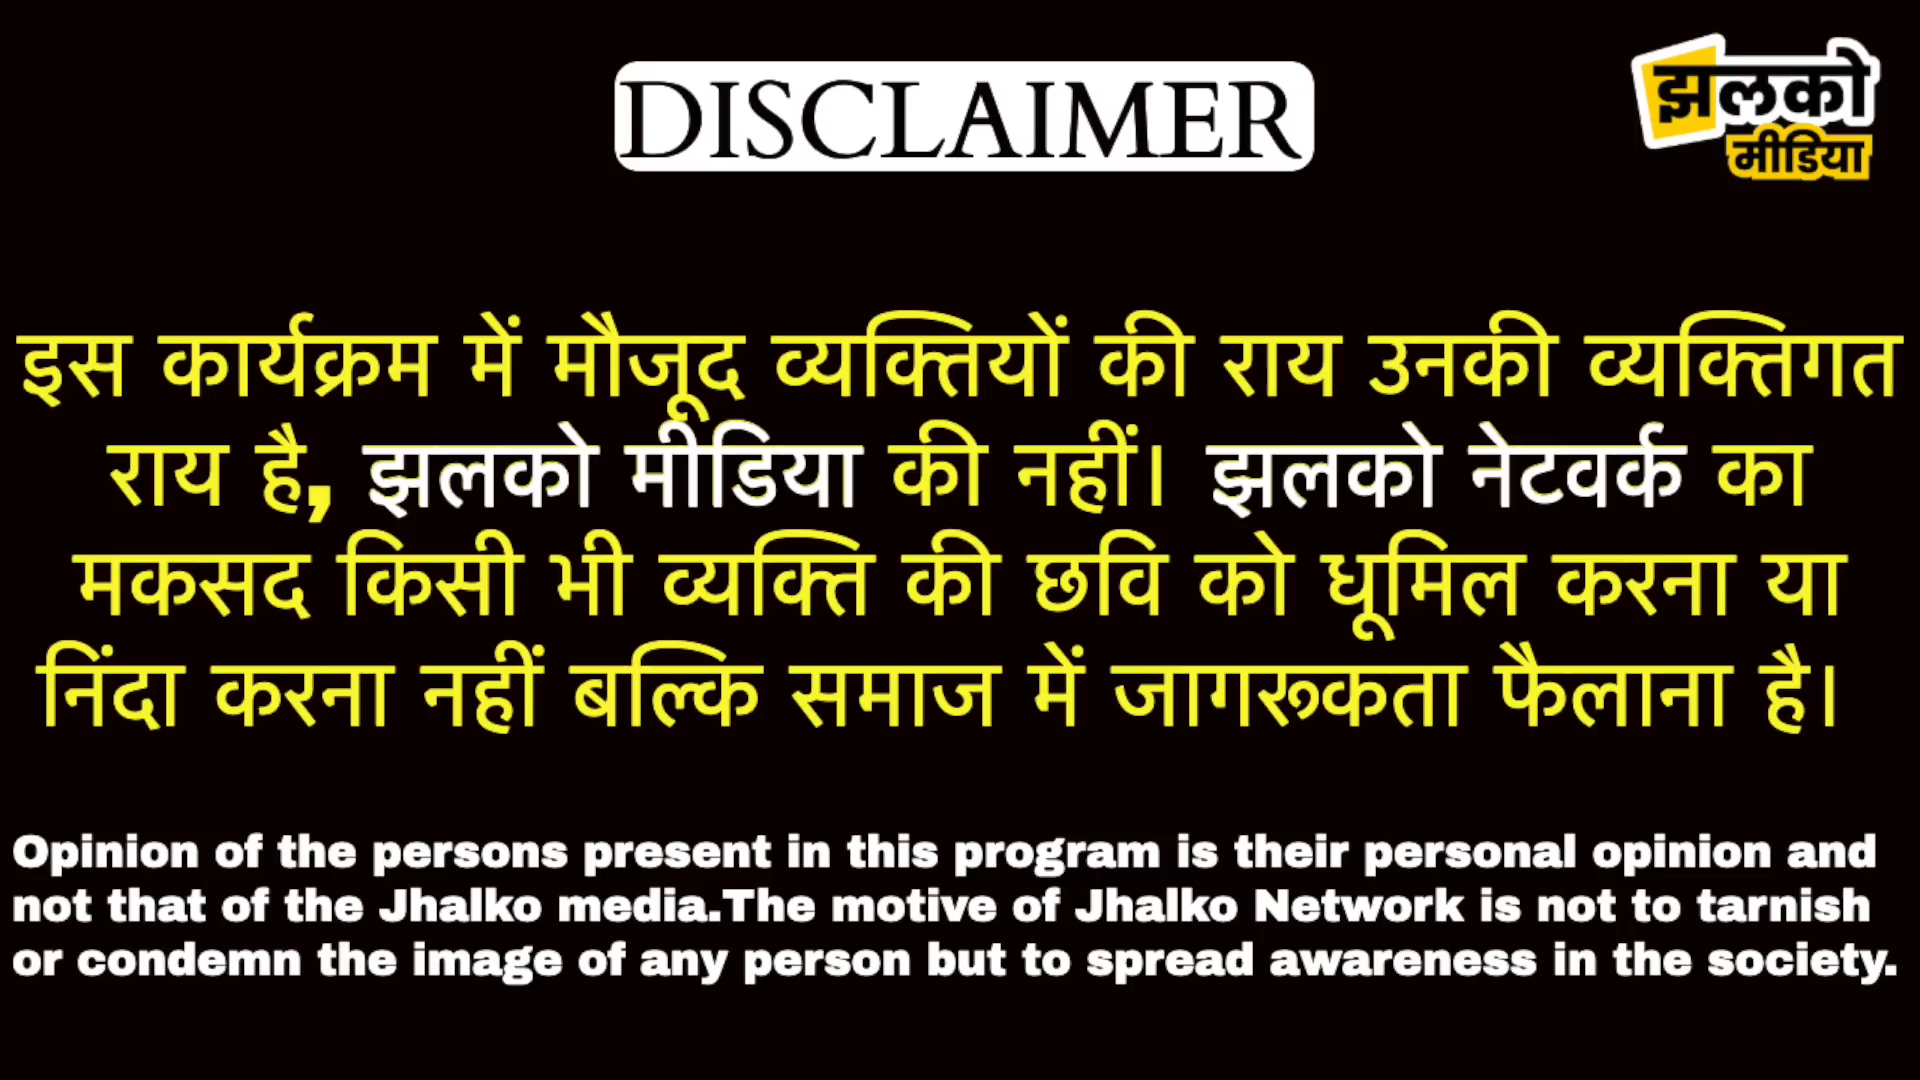 DISCLAIMER
झलको
मीडिया
इस कार्यक्रम में मौजूद व्यक्तियों की राय उनकी व्यक्तिगत
राय है, झलको मीडिया की नहीं। झलको नेटवर्क का
मकसद किसी भी व्यक्ति की छवि को धूमिल करना या
निंदा करना नहीं बल्कि समाज में जागरूकता फैलाना है।
Opinion of the persons present in this program is their personal opinion and
not that of the Jhalko media.The motive of Jhalko Network is not to tarnish
or condemn the image of any person but to spread awareness in the society.